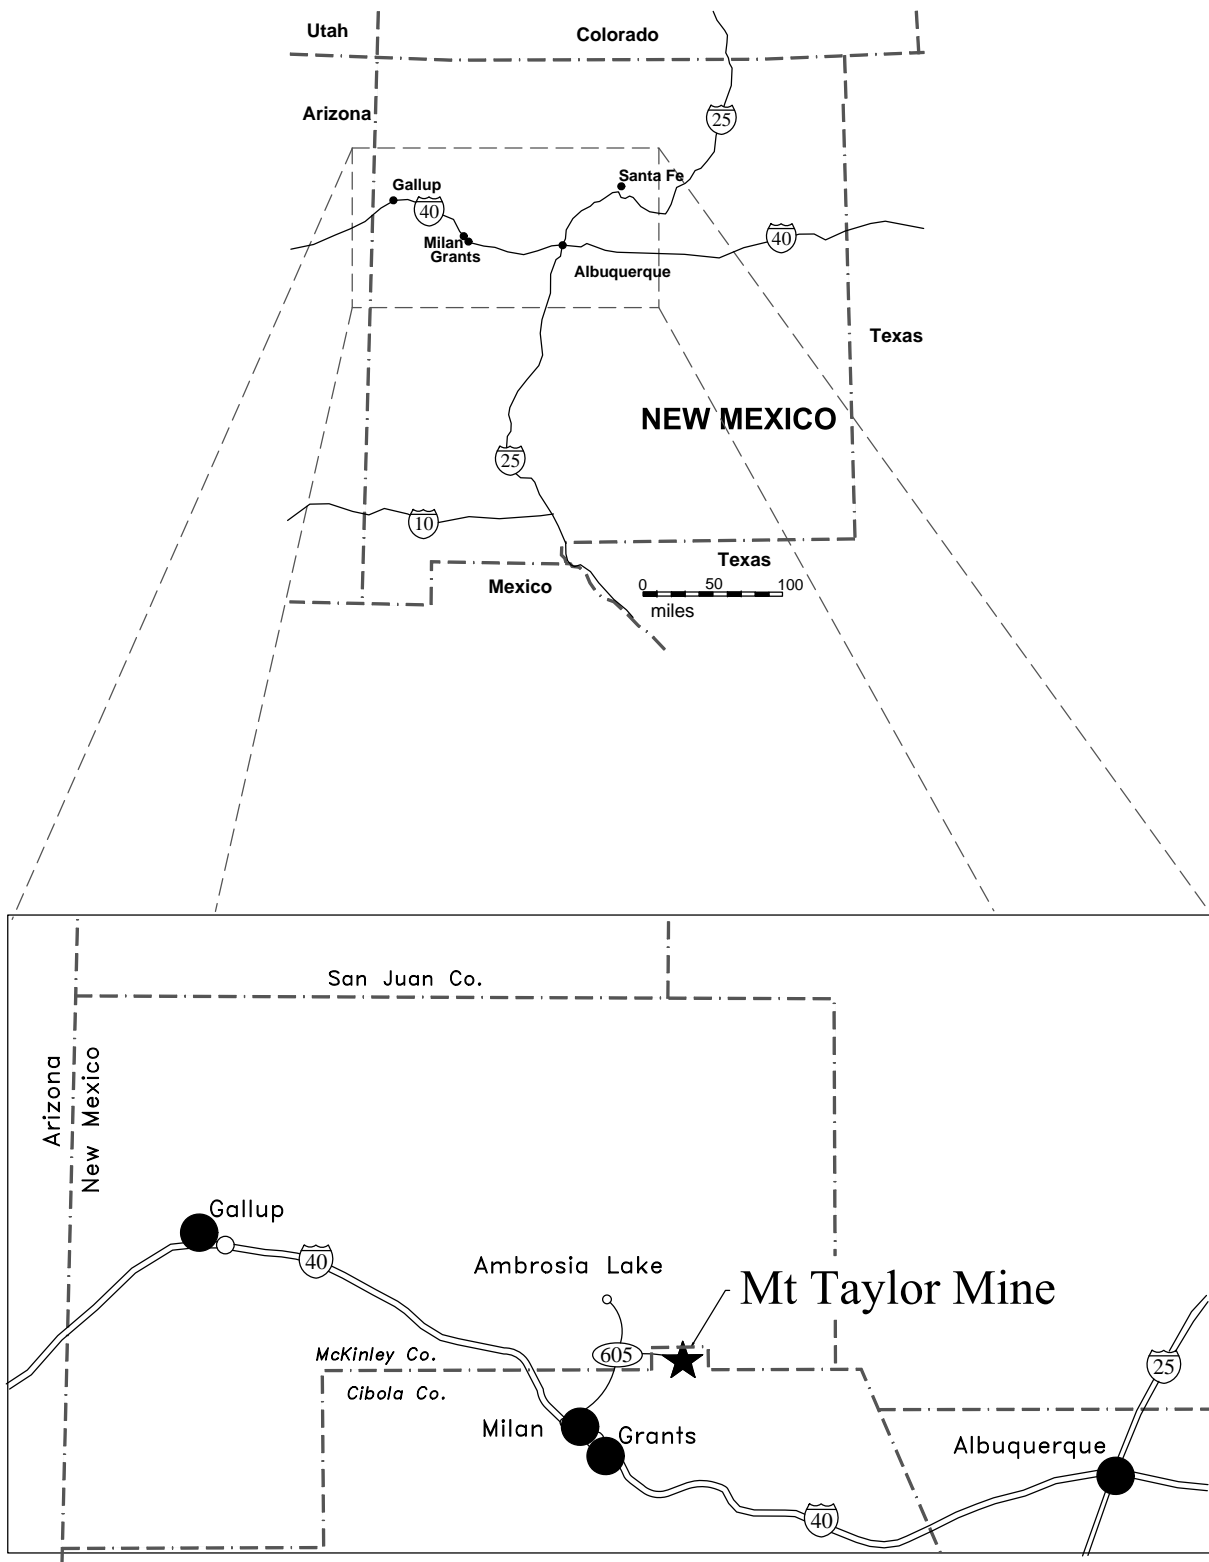 Utah
Colorado
Arizona
25
Santa Fe
Gallup
40
Milan
Grants
40
Albuquerque
Texas
NEW MEXICO
25
10
Texas
Mexico
0 50 100
miles
San Juan Co.
Arizona
New Mexico
Gallup
40
Ambrosia Lake
Mt Taylor Mine
605
McKinley Co.
Cibola Co.
25
Milan
Grants
Albuquerque
40